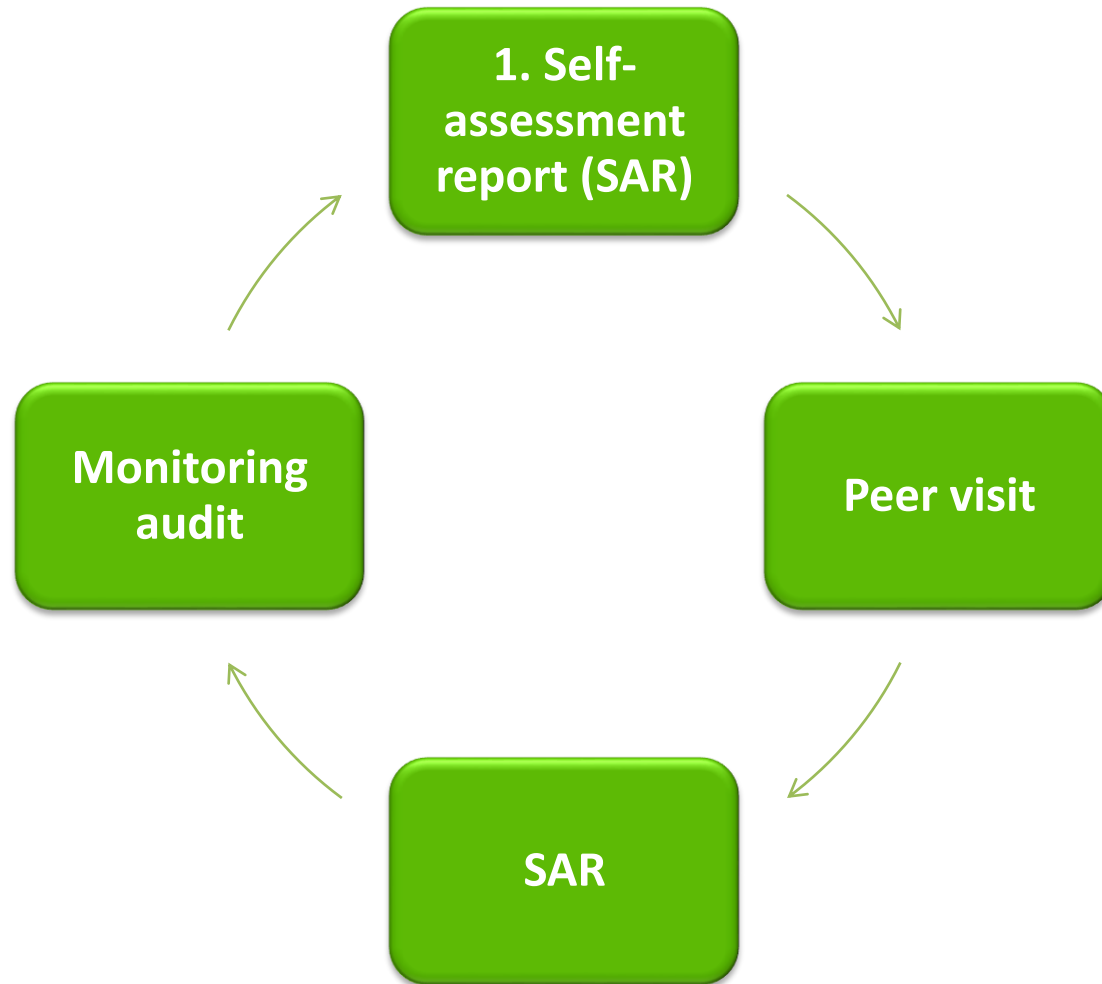 1. Self-
assessment
report (SAR)
Peer visit
SAR
Monitoring
audit